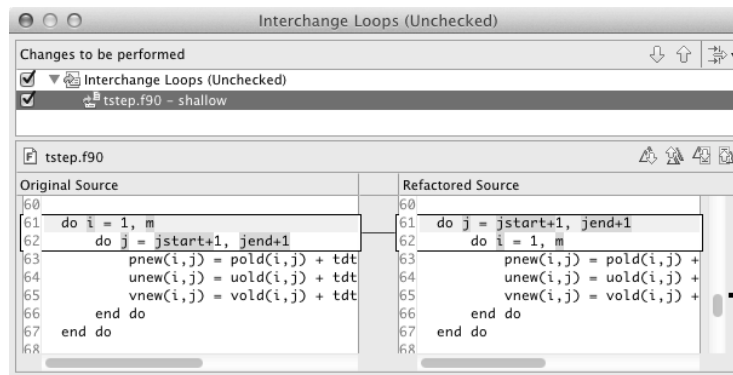 Interchange Loops (Unchecked)
Changes to be performed
Interchange Loops (Unchecked)
tstep.f90 – shallow
F tstep.f90
Original Source
60
61 do i = 1, m
62 do j = jstart+1, jend+1
63 pnew(i,j) = pold(i,j) + tdt
64 unew(i,j) = uold(i,j) + tdt
65 vnew(i,j) = vold(i,j) + tdt
66 end do
67 end do
68
Refactored Source
60
61 do j = jstart+1, jend+1
62 do i = 1, m
63 pnew(i,j) = pold(i,j) +
64 unew(i,j) = uold(i,j) +
65 vnew(i,j) = vold(i,j) +
66 end do
67 end do
68